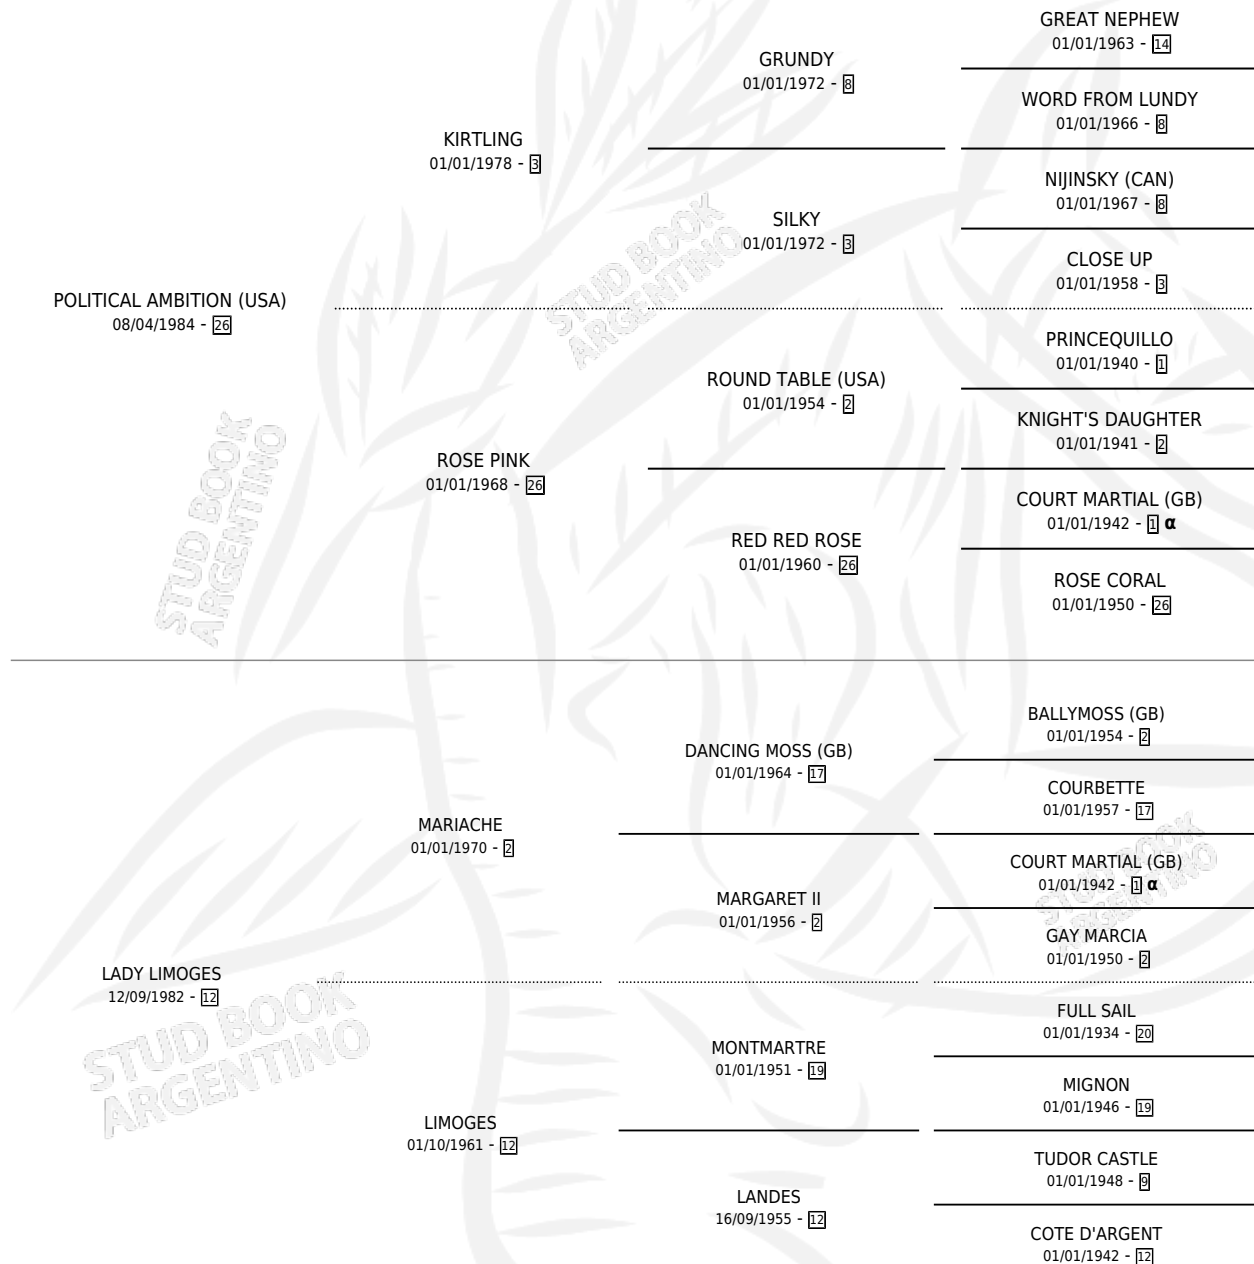 GREAT NEPHEW
01/01/1963 - 14
GRUNDY
01/01/1972 - 8
WORD FROM LUNDY
01/01/1966 - 8
KIRTLING
01/01/1978 - 3
NIJINSKY (CAN)
01/01/1967 - 8
SILKY
01/01/1972 - 3
CLOSE UP
01/01/1958 - 3
POLITICAL AMBITION (USA)
08/04/1984 - 26
PRINCEQUILLO
01/01/1940 - 1
ROUND TABLE (USA)
01/01/1954 - 2
KNIGHT'S DAUGHTER
01/01/1941 - 2
ROSE PINK
01/01/1968 - 26
COURT MARTIAL (GB)
01/01/1942 - 1 α
RED RED ROSE
01/01/1960 - 26
ROSE CORAL
01/01/1950 - 26
BALLYMOSS (GB)
01/01/1954 - 2
DANCING MOSS (GB)
01/01/1964 - 17
COURBETTE
01/01/1957 - 17
MARIACHE
01/01/1970 - 2
COURT MARTIAL (GB)
01/01/1942 - 1 α
MARGARET II
01/01/1956 - 2
GAY MARCIA
01/01/1950 - 2
LADY LIMOGES
12/09/1982 - 12
FULL SAIL
01/01/1934 - 20
MONTMARTRE
01/01/1951 - 19
MIGNON
01/01/1946 - 19
LIMOGES
01/10/1961 - 12
TUDOR CASTLE
01/01/1948 - 9
LANDES
16/09/1955 - 12
COTE D'ARGENT
01/01/1942 - 12
STUD BOOK
ARGENTINO
STUD BOOK
ARGENTINO
STUD BOOK
ARGENTINO
STUD BOOK
ARGENTINO